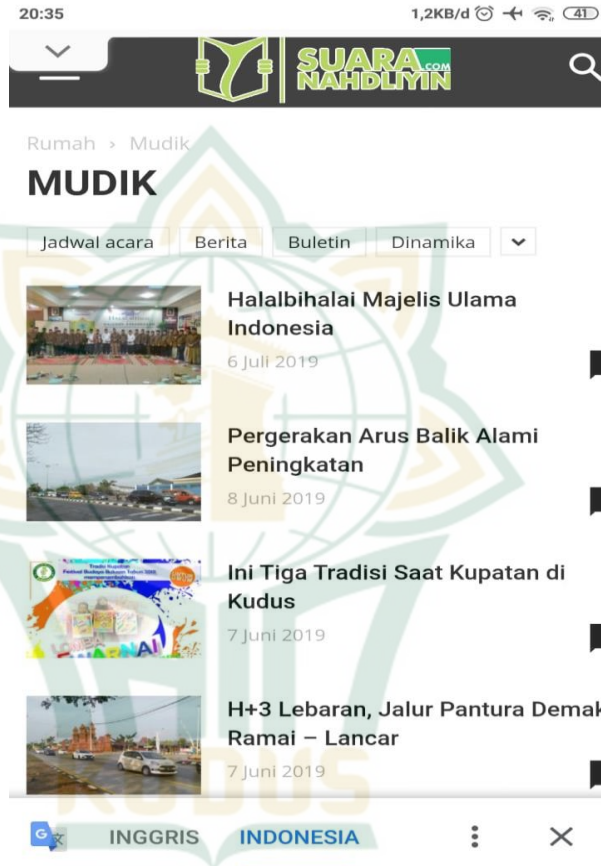 20:35 1,2KB/d 41
SUARA.COM
NAHDLIYIN
Rumah › Mudik
MUDIK
Jadwal acara Berita Buletin Dinamika
Halalbihalai Majelis Ulama
Indonesia
6 Juli 2019
Pergerakan Arus Balik Alami
Peningkatan
8 Juni 2019
Ini Tiga Tradisi Saat Kupatan di
Kudus
7 Juni 2019
H+3 Lebaran, Jalur Pantura Demak
Ramai – Lancar
7 Juni 2019
INGGRIS INDONESIA
KUDUS